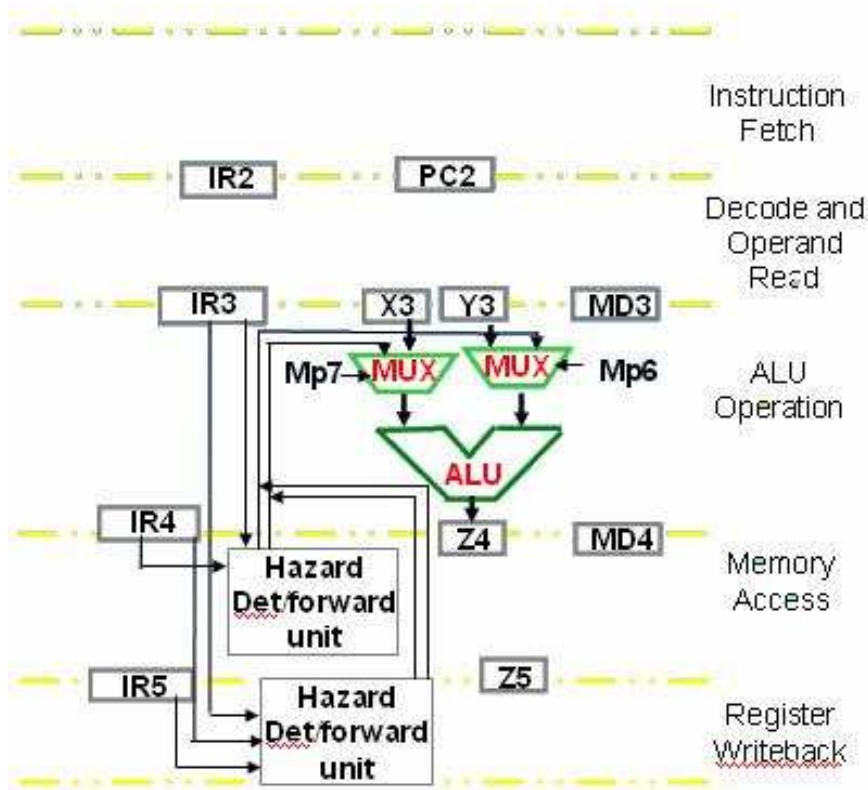 Instruction
Fetch
IR2
PC2
Decode and
Operand
Read
IR3
X3
Y3
MD3
Mp7
MUX
MUX
Mp6
ALU
Operation
ALU
IR4
Z4
MD4
Hazard
Det/forward
unit
Memory
Access
IR5
Z5
Hazard
Det/forward
unit
Register
Writeback